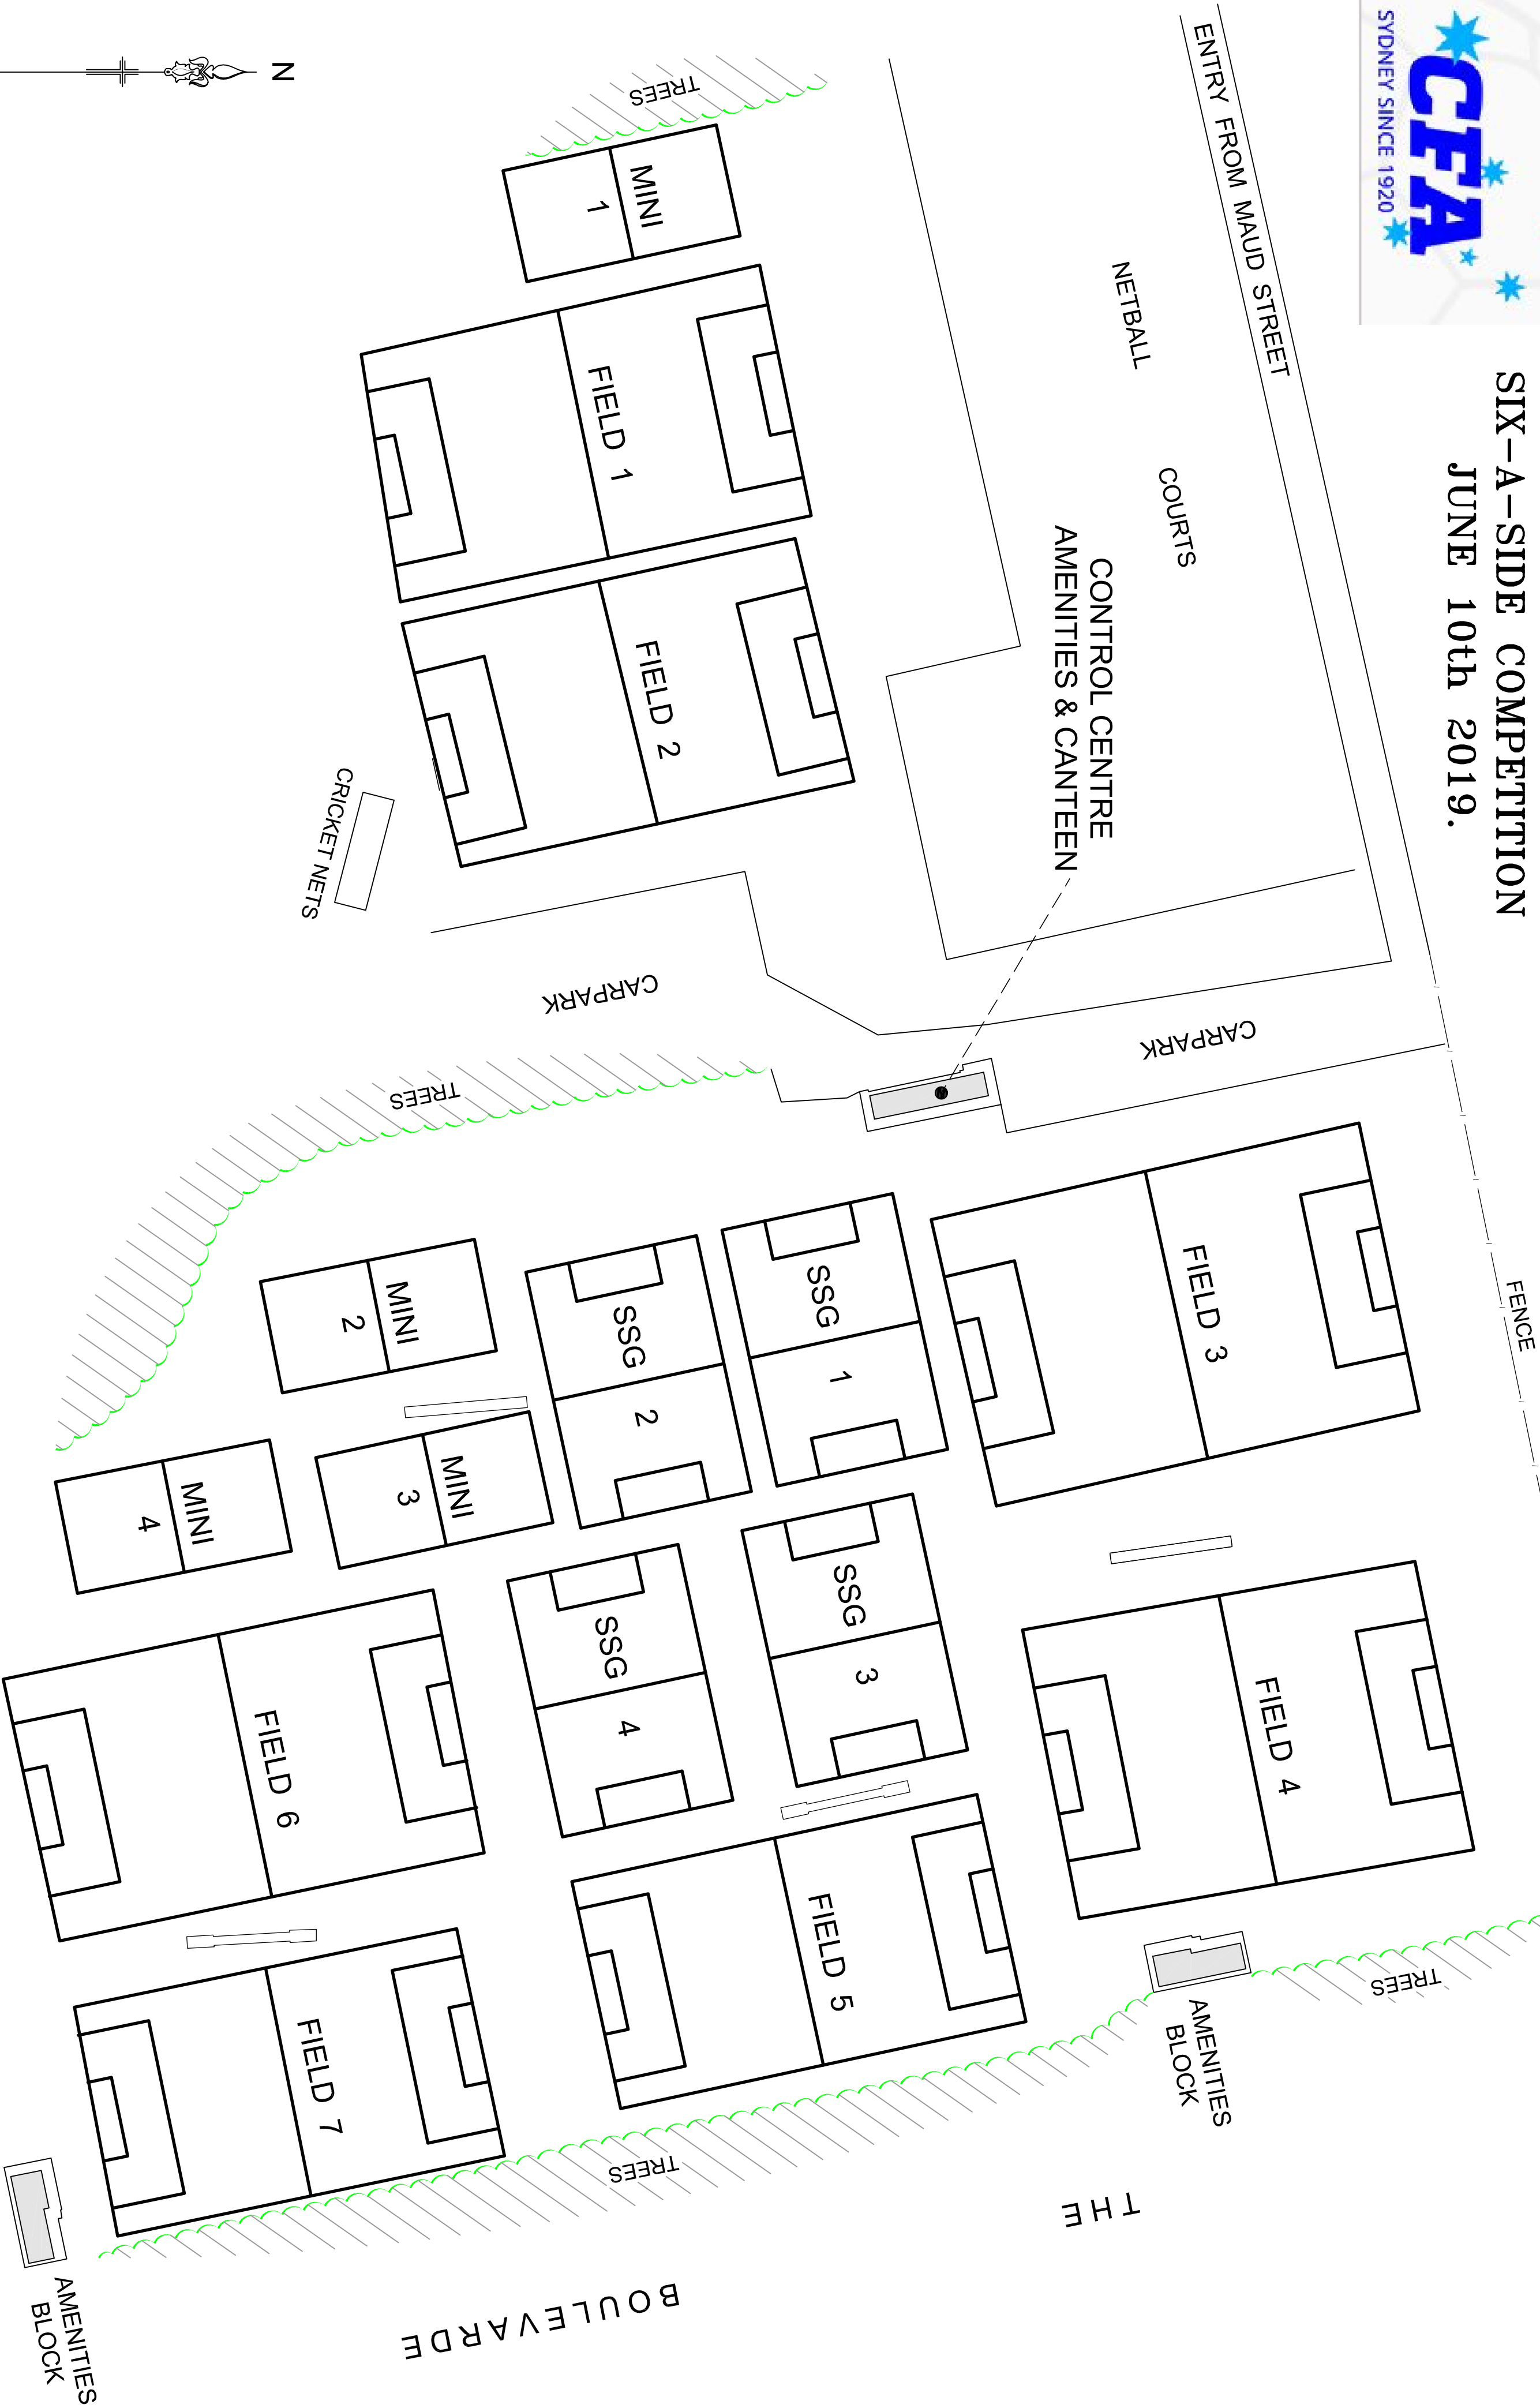 CFA
SYDNEY SINCE 1920
SIX-A-SIDE COMPETITION
JUNE 10th 2019.
ENTRY FROM MAUD STREET
FENCE
NETBALL
COURTS
CONTROL CENTRE
AMENITIES & CANTEEN
CARPARK
CARPARK
N
TREES
MINI
1
FIELD 1
FIELD 2
CRICKET NETS
TREES
FIELD 3
FIELD 4
SSG 1
SSG 2
SSG 3
SSG 4
MINI
2
MINI
3
MINI
4
FIELD 5
FIELD 6
FIELD 7
TREES
AMENITIES
BLOCK
TREES
AMENITIES
BLOCK
THE
BOULEVARDE